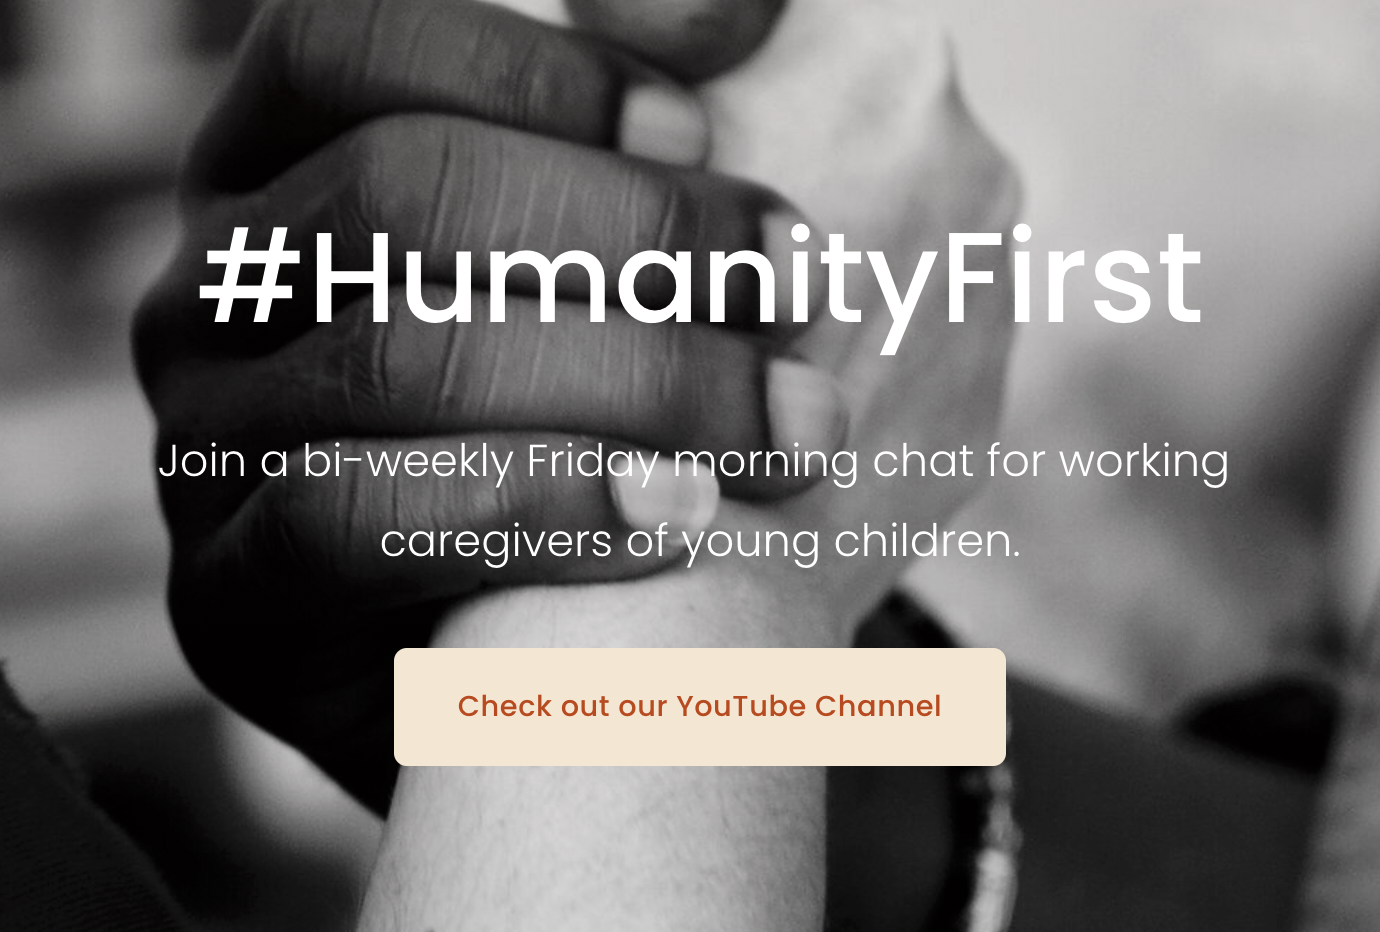 #HumanityFirst
Join a bi-weekly Friday morning chat for working
caregivers of young children.
Check out our YouTube Channel